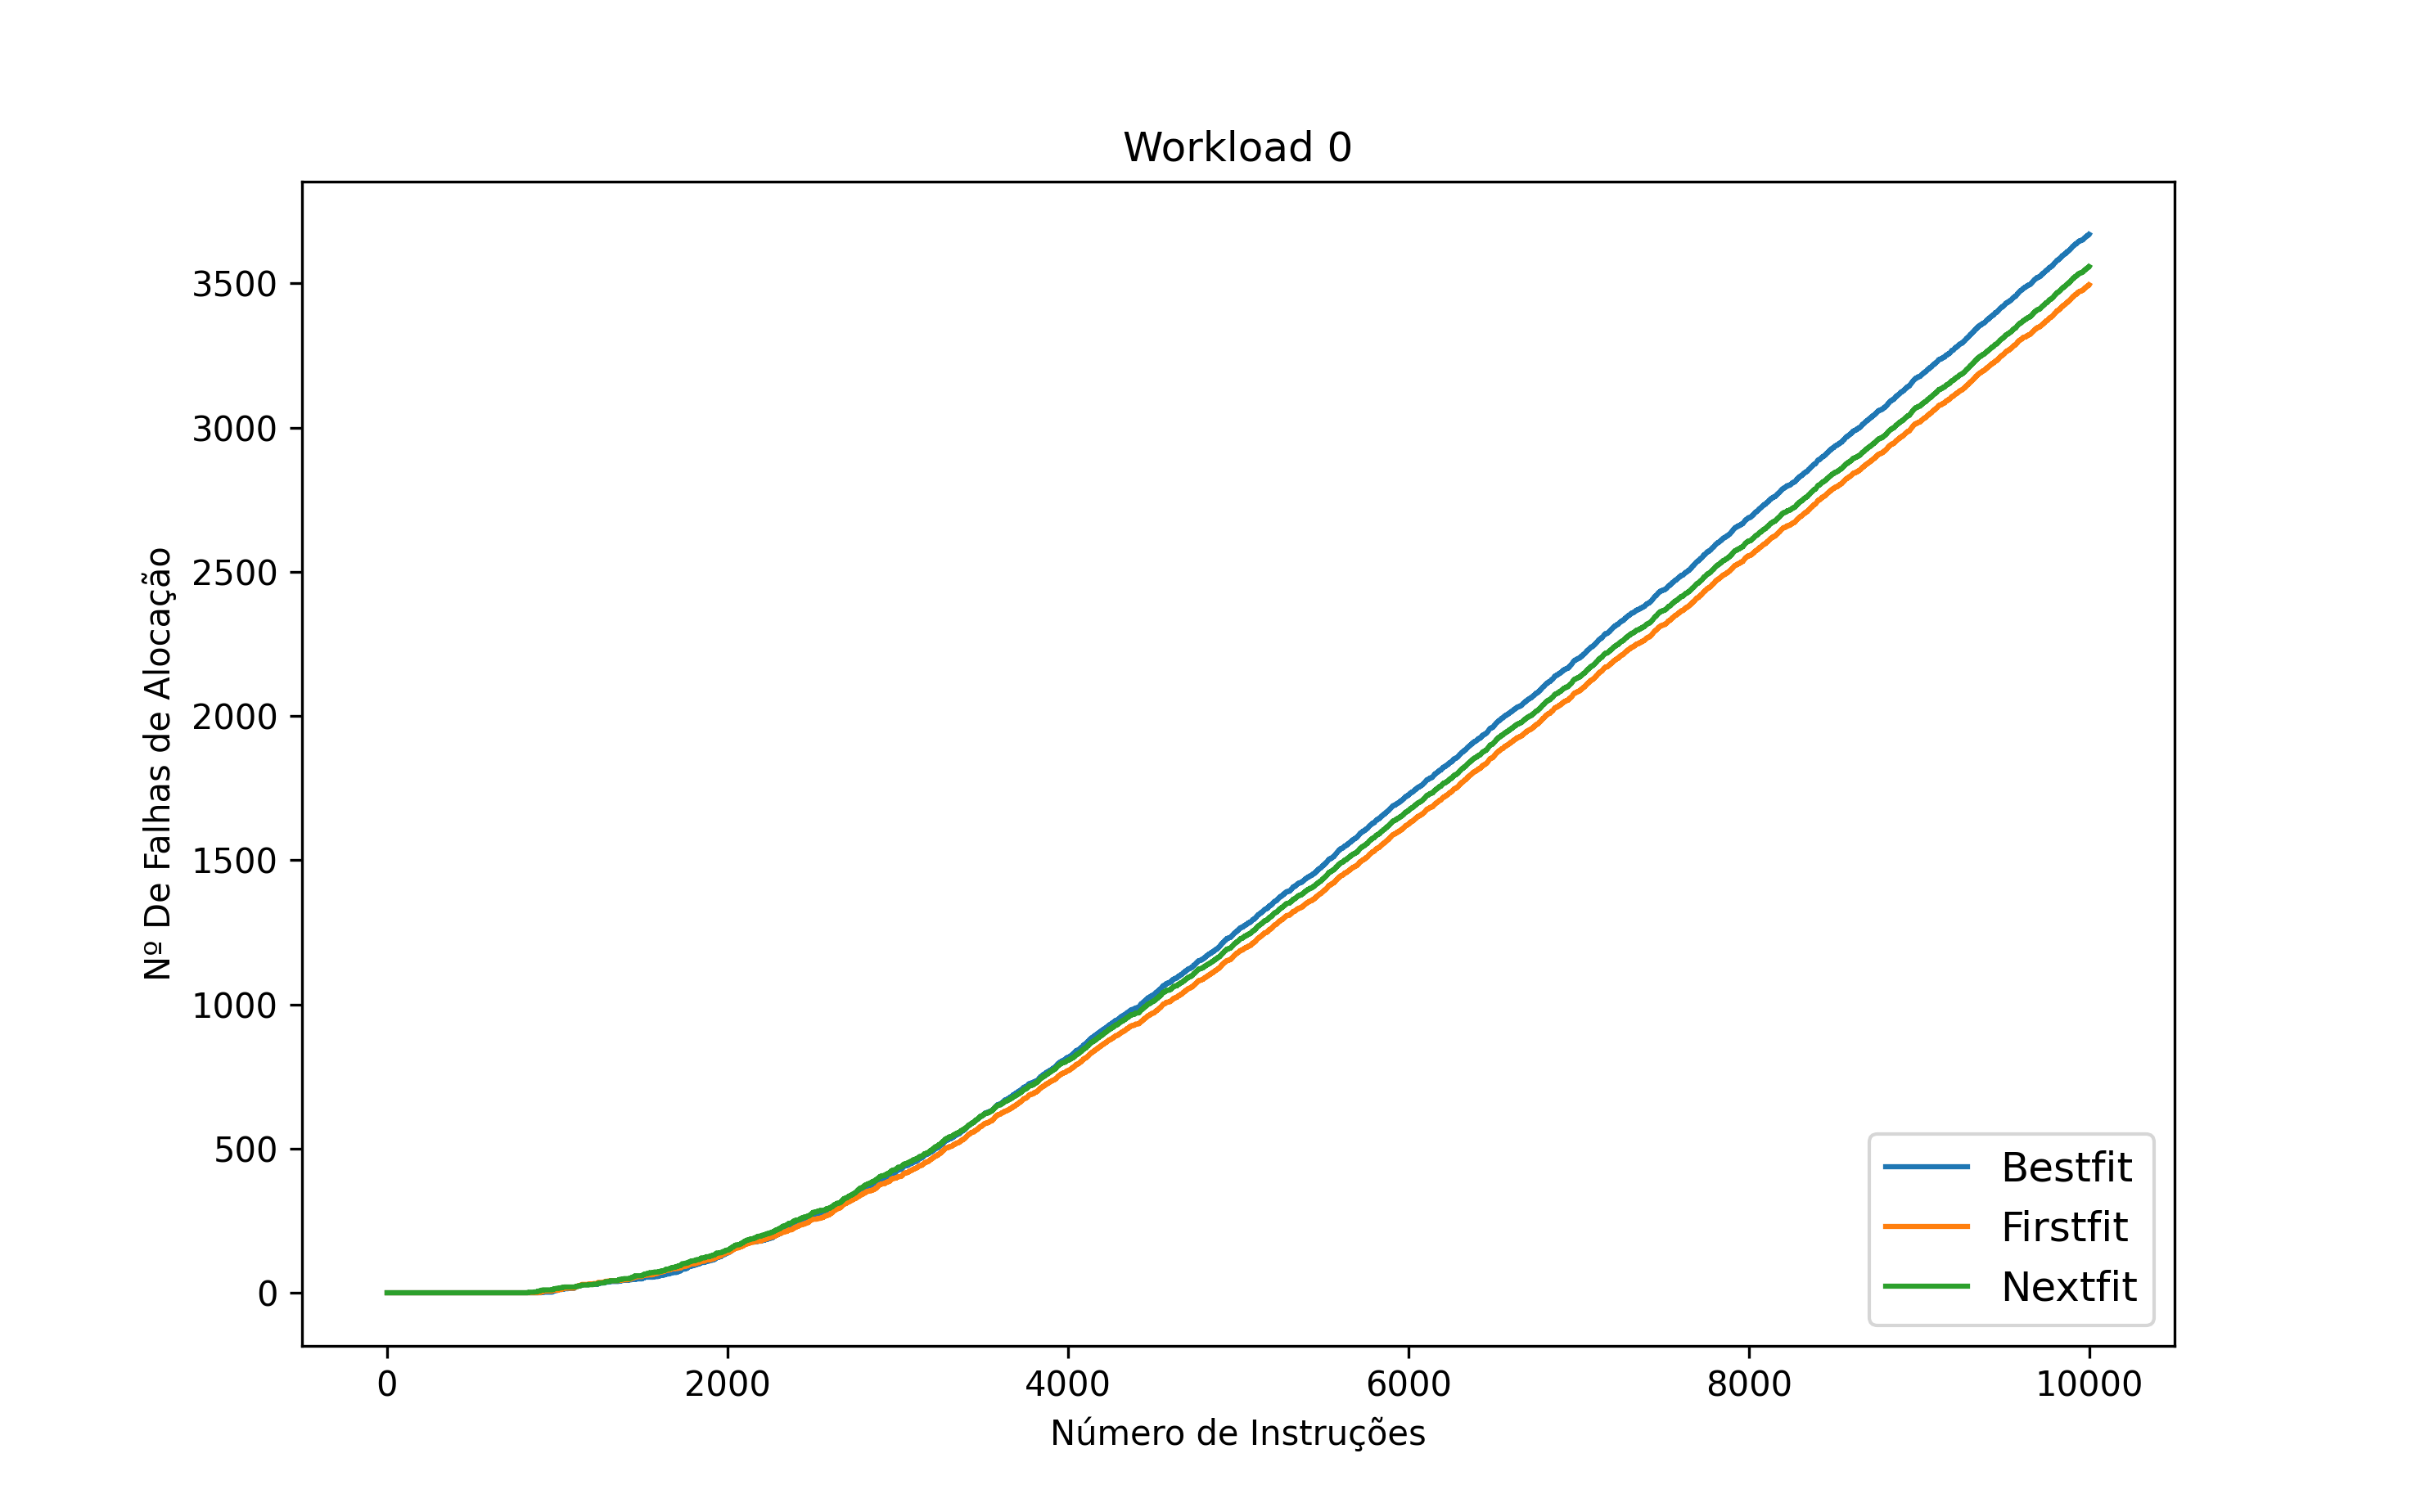 Workload 0
Nº De Falhas de Alocação
3500
3000
2500
2000
1500
1000
500
0
0 2000 4000 6000 8000 10000
Número de Instruções
Bestfit
Firstfit
Nextfit